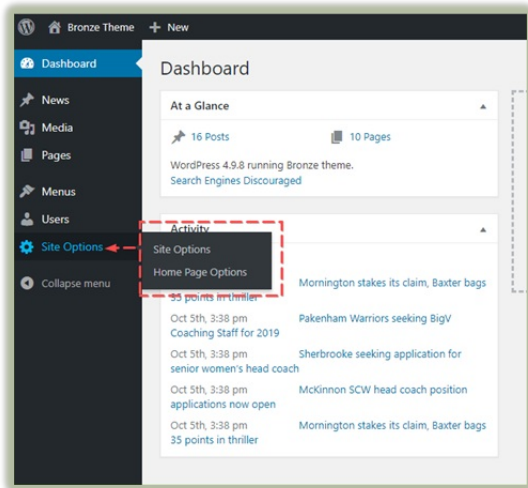 Bronze Theme + New
Dashboard
News
Media
Pages
Menus
Users
Site Options
Collapse menu
Dashboard
At a Glance
16 Posts
10 Pages
WordPress 4.9.8 running Bronze theme.
Search Engines Discouraged
Activity
Site Options
Home Page Options
Mornington stakes its claim, Baxter bags
35 points in thriller
Oct 5th, 3:38 pm Pakenham Warriors seeking BigV
Coaching Staff for 2019
Oct 5th, 3:38 pm Sherbrooke seeking application for
senior women's head coach
Oct 5th, 3:38 pm McKinnon SCW head coach position
applications now open
Oct 5th, 3:38 pm Mornington stakes its claim, Baxter bags
35 points in thriller